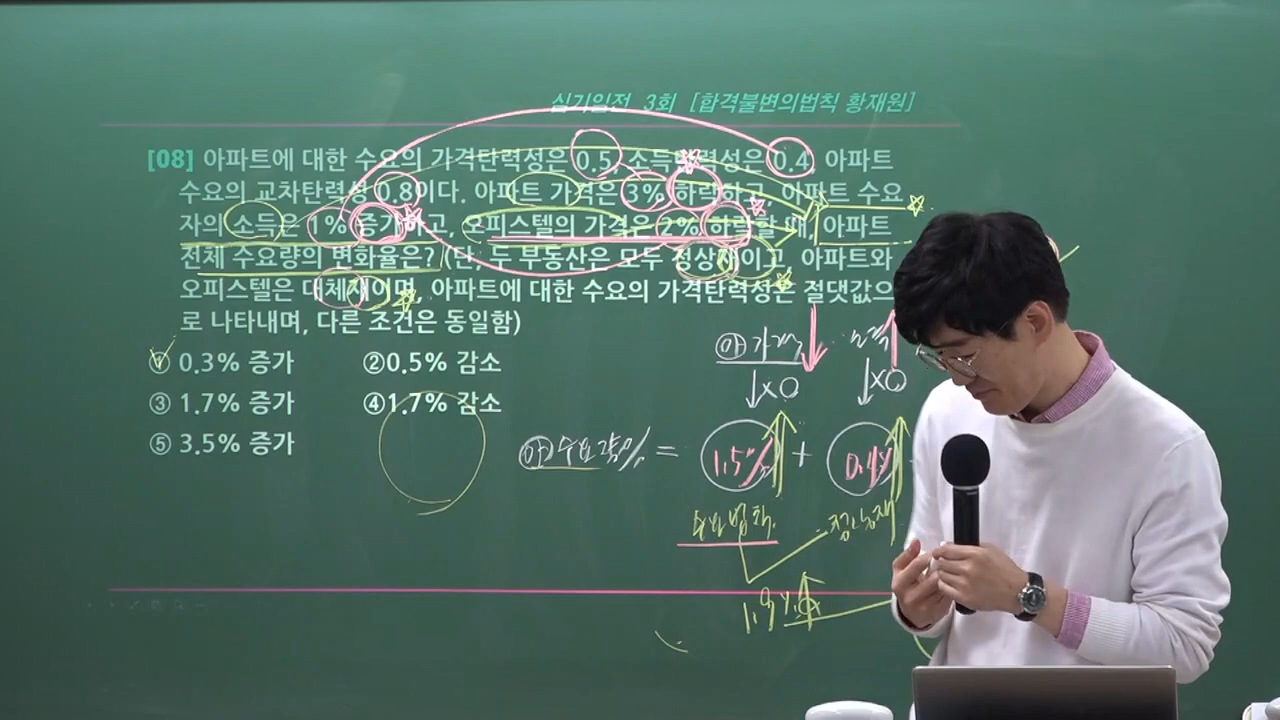 심기일전 3회 [합격불변의법칙 황재원]
[08] 아파트에 대한 수요의 가격탄력성은 0.5, 소득탄력성은 0.4, 아파트
수요의 교차탄력성 0.8이다. 아파트 가격은 3% 하락하고, 아파트 수요
자의 소득은 1% 증가하고, 오피스텔의 가격은 2% 하락할 때, 아파트
전체 수요량의 변화율은? (단, 두 부동산은 모두 정상재이고, 아파트와
오피스텔은 대체재이며, 아파트에 대한 수요의 가격탄력성은 절댓값으
로 나타내며, 다른 조건은 동일함)
① 0.3% 증가 ②0.5% 감소
③ 1.7% 증가 ④1.7% 감소
⑤ 3.5% 증가
아 가격↓ 소득↑
↓×0 ↓×0
아 수요량% = 1.5% + 0.4%
수요법칙 정상재
1.9%